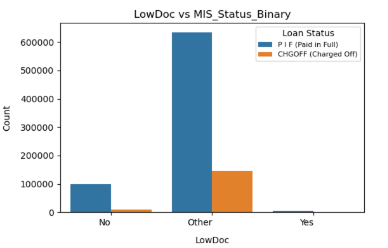 LowDoc vs MIS_Status_Binary
Loan Status
P I F (Paid in Full)
CHGOFF (Charged Off)
600000
500000
400000
300000
200000
100000
0
Count
No Other Yes
LowDoc